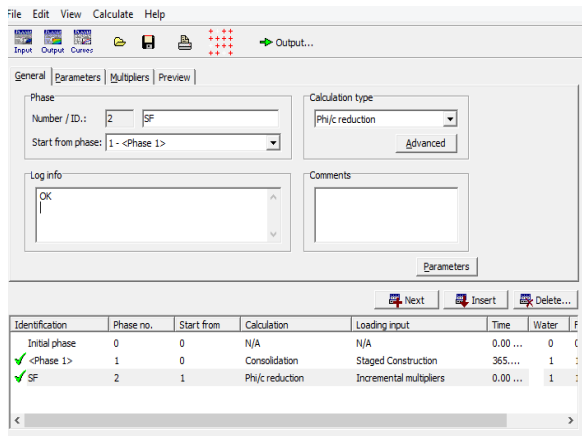 File Edit View Calculate Help
Input Output Curves Output...
General Parameters Multipliers Preview
Phase
Number / ID.: 2 SF
Start from phase: 1 - <Phase 1>
Calculation type
Phi/c reduction
Advanced
Log info
OK
Comments
Parameters
Next Insert Delete...
Identification Phase no. Start from Calculation Loading input Time Water F
Initial phase 0 0 N/A N/A 0.00 ... 0
<Phase 1> 1 0 Consolidation Staged Construction 365.... 1
SF 2 1 Phi/c reduction Incremental multipliers 0.00 ... 1